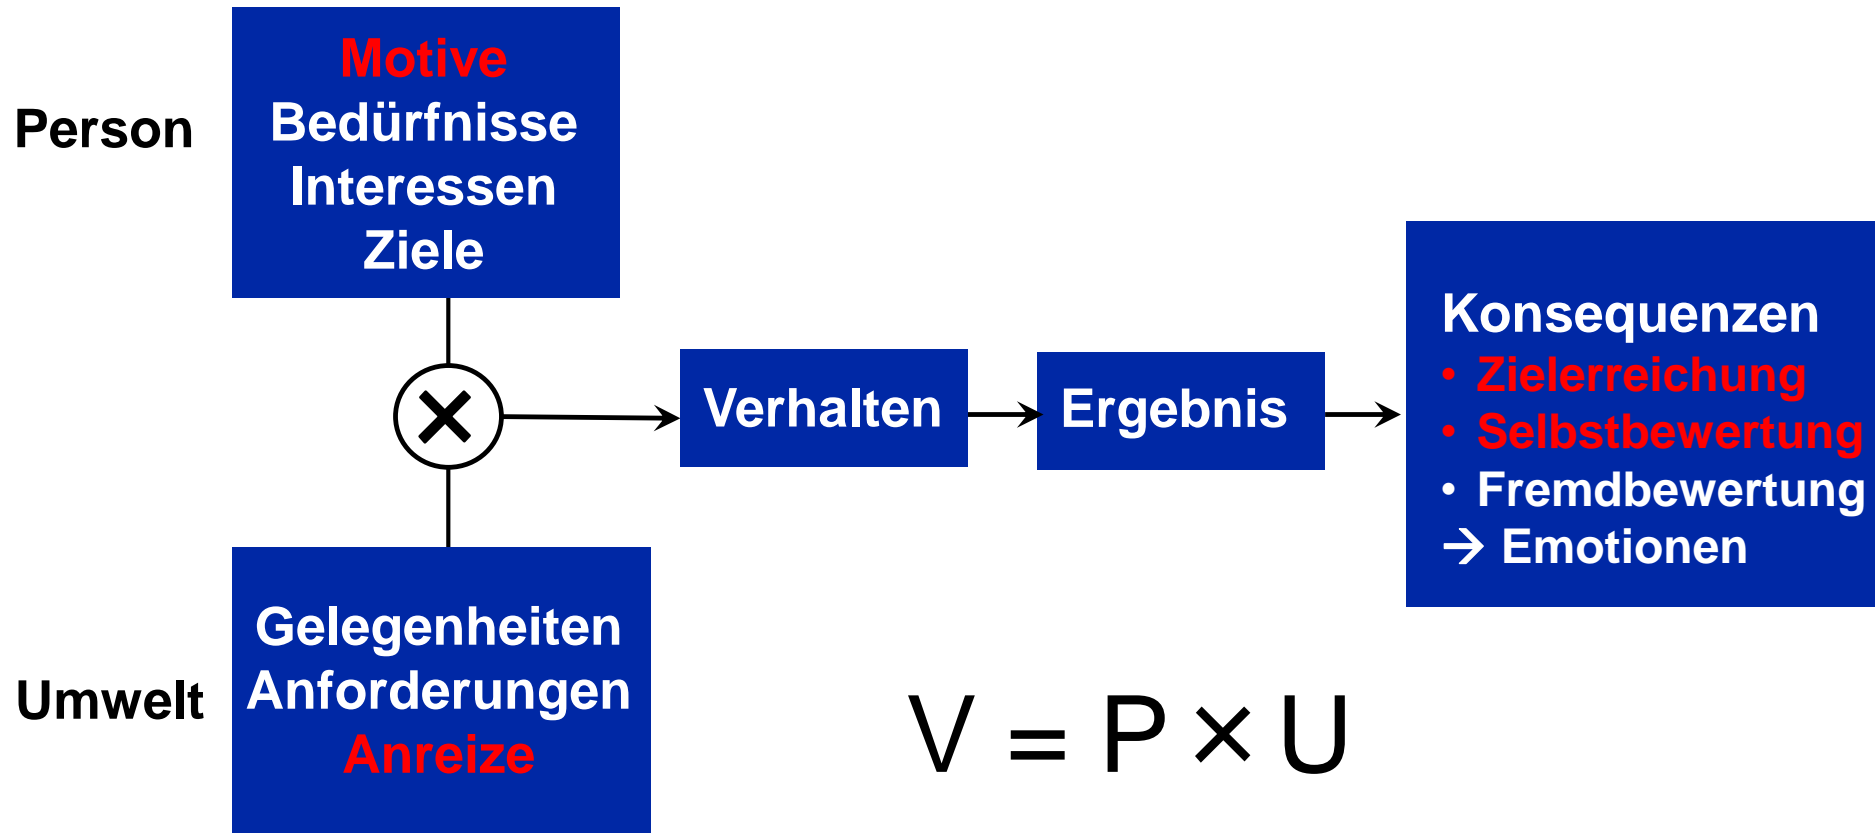 Person
Motive
Bedürfnisse
Interessen
Ziele
×
Umwelt
Gelegenheiten
Anforderungen
Anreize
Verhalten
Ergebnis
Konsequenzen
• Zielerreichung
• Selbstbewertung
• Fremdbewertung
→ Emotionen
V = P × U